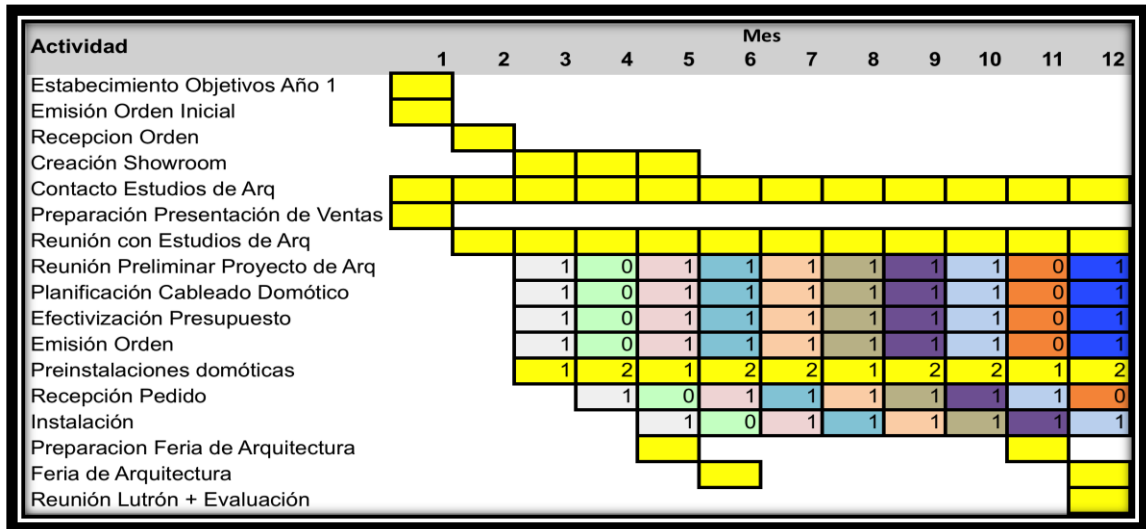 Mes
Actividad
1 2 3 4 5 6 7 8 9 10 11 12
Estabecimiento Objetivos Año 1
Emisión Orden Inicial
Recepcion Orden
Creación Showroom
Contacto Estudios de Arq
Preparación Presentación de Ventas
Reunión con Estudios de Arq
Reunión Preliminar Proyecto de Arq 1 0 1 1 1 1 1 1 0 1
Planificación Cableado Domótico 1 0 1 1 1 1 1 1 0 1
Efectivización Presupuesto 1 0 1 1 1 1 1 1 0 1
Emisión Orden 1 0 1 1 1 1 1 1 0 1
Preinstalaciones domóticas 1 2 1 2 2 1 2 2 1 2
Recepción Pedido 1 0 1 1 1 1 1 1 0
Instalación 1 0 1 1 1 1 1 1
Preparacion Feria de Arquitectura
Feria de Arquitectura
Reunión Lutrón + Evaluación